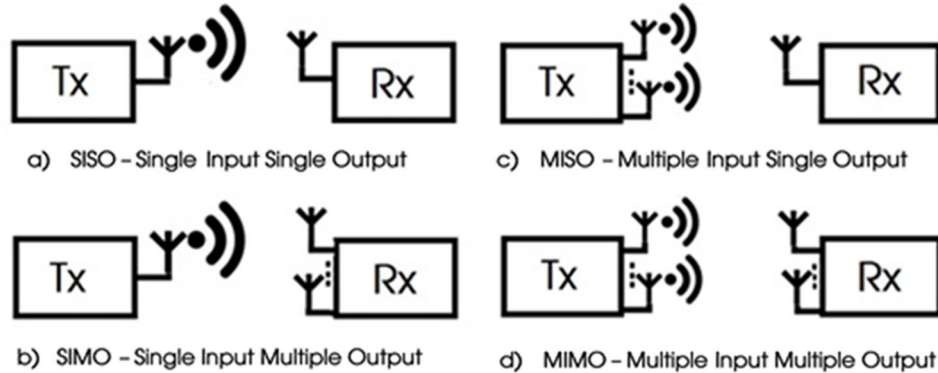 Tx
Rx
a) SISO – Single Input Single Output
Tx
Rx
c) MISO – Multiple Input Single Output
Tx
Rx
b) SIMO – Single Input Multiple Output
Tx
Rx
d) MIMO – Multiple Input Multiple Output